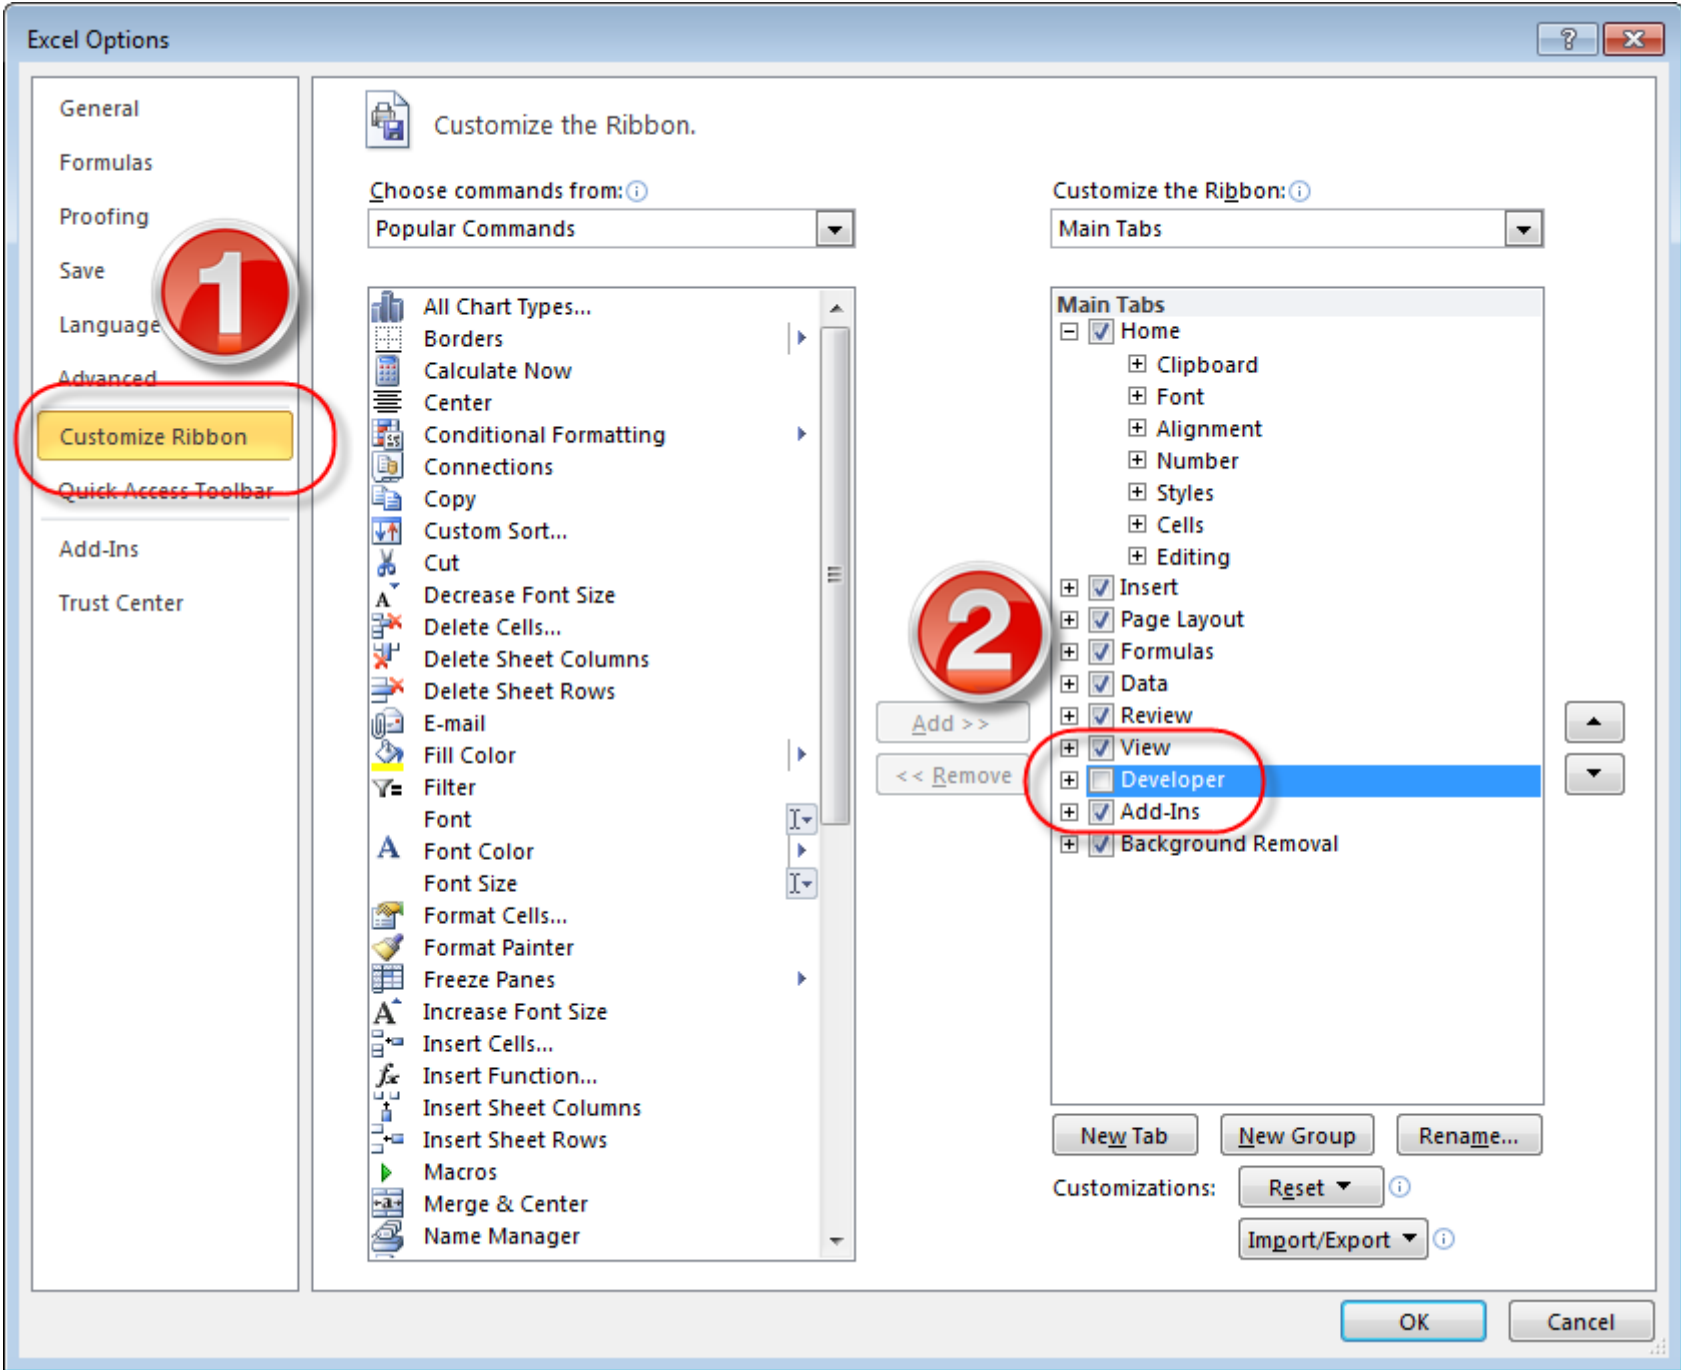 Excel Options
General
Formulas
Proofing
Save
Language
Advanced
Customize Ribbon
Quick Access Toolbar
Add-Ins
Trust Center
1
Customize the Ribbon.
Choose commands from:
Popular Commands
All Chart Types...
Borders
Calculate Now
Center
Conditional Formatting
Connections
Copy
Custom Sort...
Cut
Decrease Font Size
Delete Cells...
Delete Sheet Columns
Delete Sheet Rows
E-mail
Fill Color
Filter
Font
Font Color
Font Size
Format Cells...
Format Painter
Freeze Panes
Increase Font Size
Insert Cells...
Insert Function...
Insert Sheet Columns
Insert Sheet Rows
Macros
Merge & Center
Name Manager
2
Add >>
<< Remove
Customize the Ribbon:
Main Tabs
Main Tabs
Home
Clipboard
Font
Alignment
Number
Styles
Cells
Editing
Insert
Page Layout
Formulas
Data
Review
View
Developer
Add-Ins
Background Removal
New Tab New Group Rename...
Customizations: Reset
Import/Export
OK Cancel